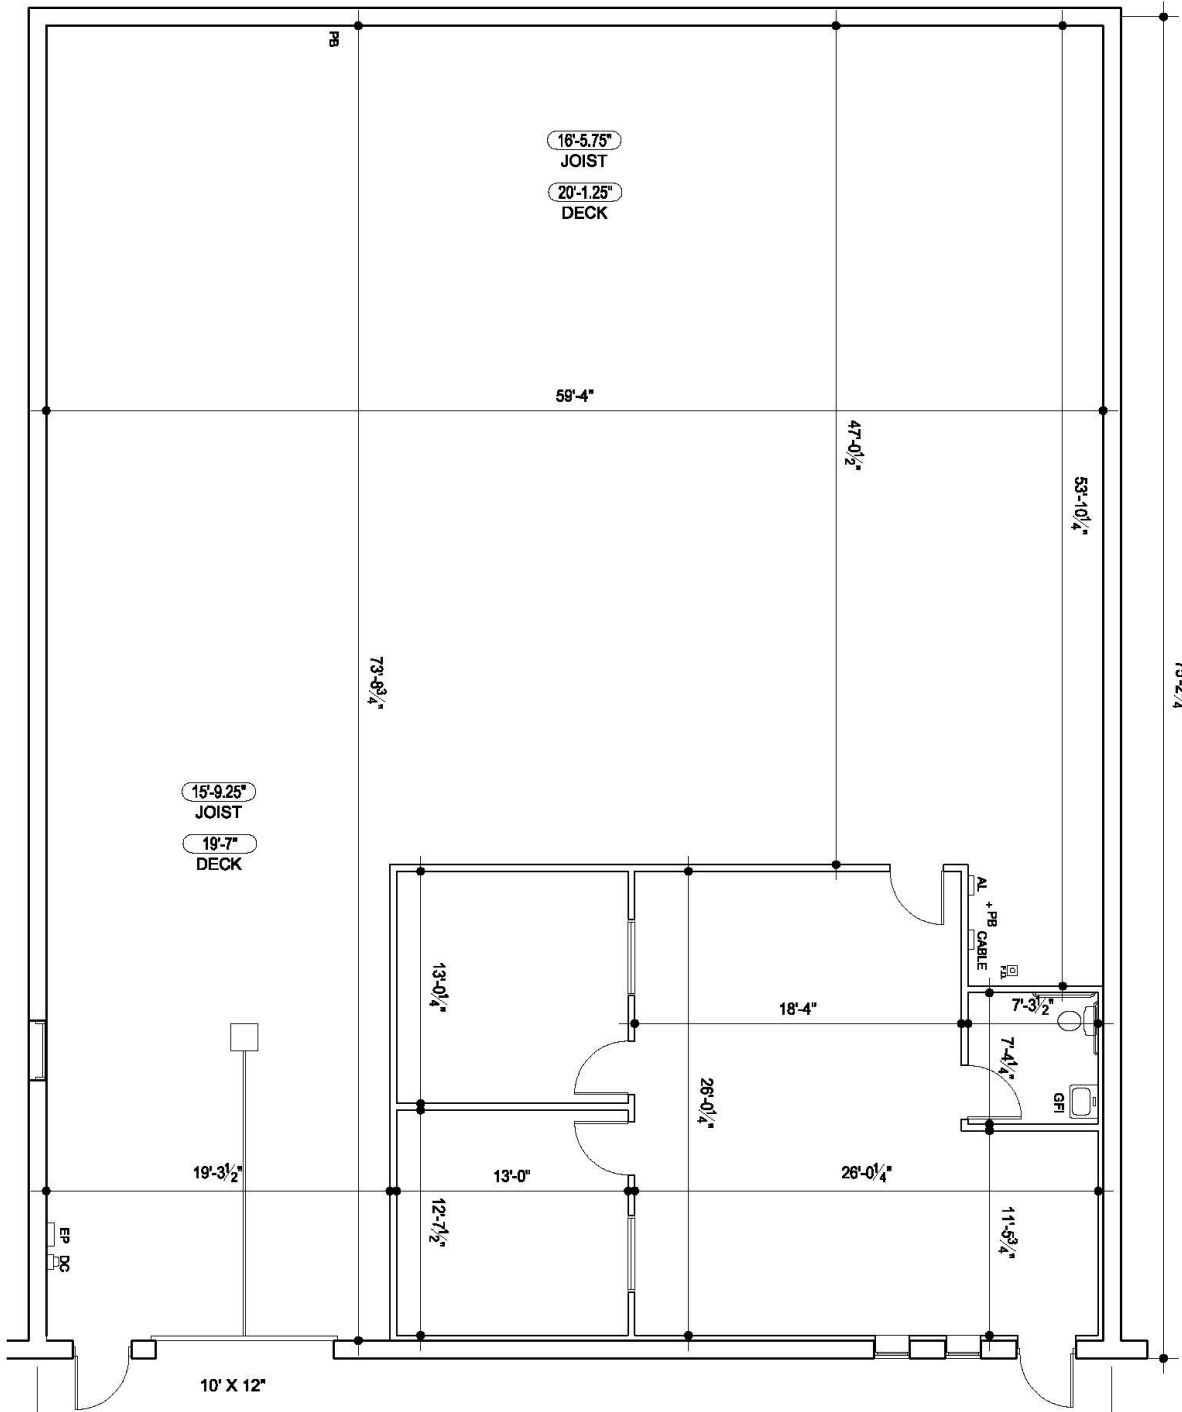 PB
16'-5.75"
JOIST
20'-1.25"
DECK
59'-4"
47'-0½"
53'-10¼"
73'-8¾"
15'-9.25"
JOIST
19'-7"
DECK
AL
+ PB
CABLE
F.D.
13'-0¼"
18'-4"
7'-3½"
7'-4¼"
26'-0¼"
GFI
19'-3½"
13'-0"
26'-0¼"
12'-7½"
11'-5¾"
EP
DC
10' X 12"